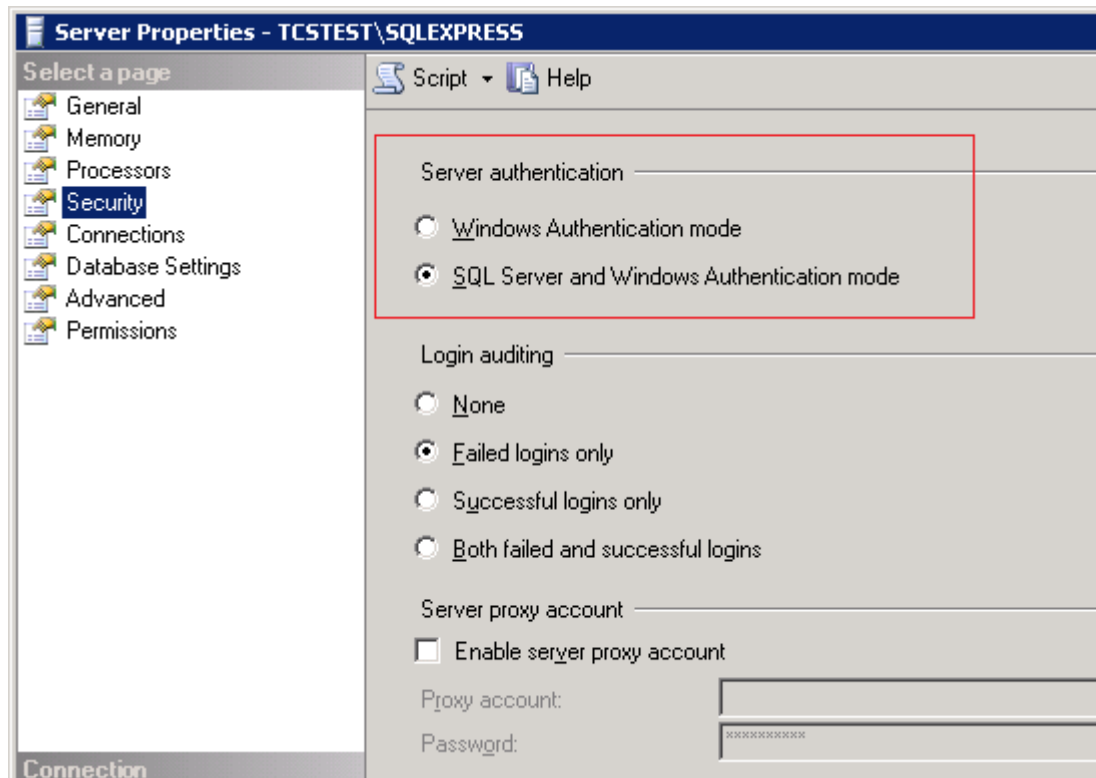 Server Properties - TCSTEST\SQLEXPRESS
Select a page
General
Memory
Processors
Security
Connections
Database Settings
Advanced
Permissions
Connection
Script Help
Server authentication
Windows Authentication mode
SQL Server and Windows Authentication mode
Login auditing
None
Failed logins only
Successful logins only
Both failed and successful logins
Server proxy account
Enable server proxy account
Proxy account:
Password: **********